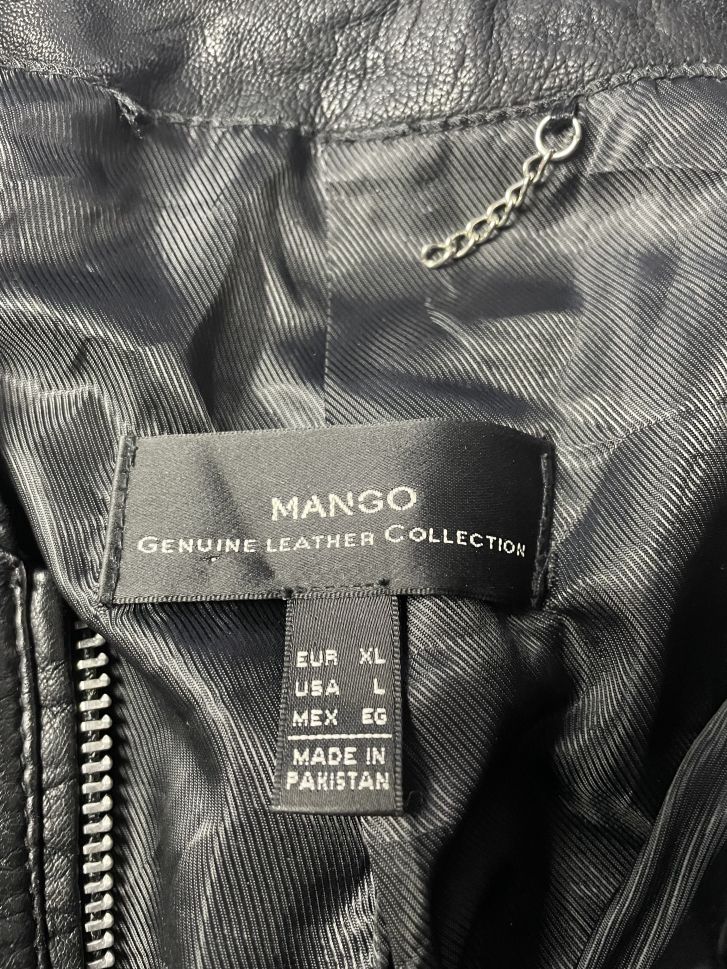 MANGO
GENUINE LEATHER COLLECTION
EUR XL
USA L
MEX EG
MADE IN
PAKISTAN